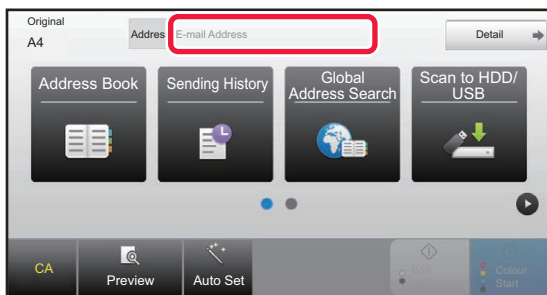 Original
A4
Addres
E-mail Address
Detail
Address Book
Sending History
Global
Address Search
Scan to HDD/
USB
CA
Preview
Auto Set
B/W
Start
Colour
Start